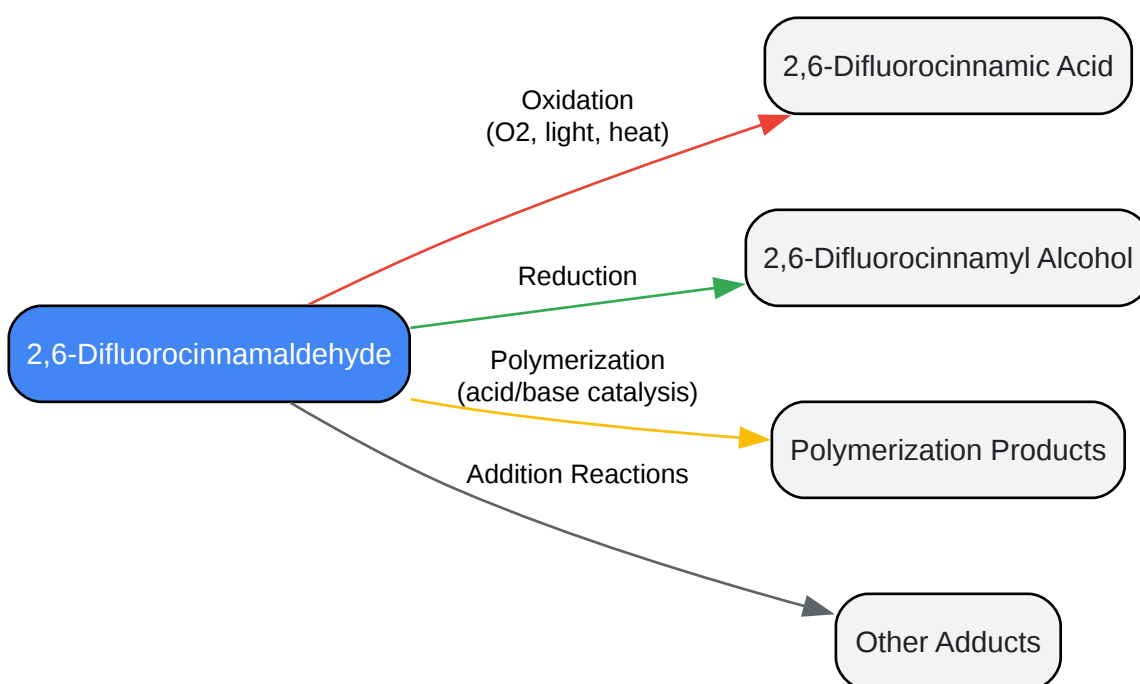 2,6-Difluorocinnamic Acid
Oxidation
(O2, light, heat)
2,6-Difluorocinnamyl Alcohol
Reduction
2,6-Difluorocinnamaldehyde
Polymerization
(acid/base catalysis)
Polymerization Products
Addition Reactions
Other Adducts